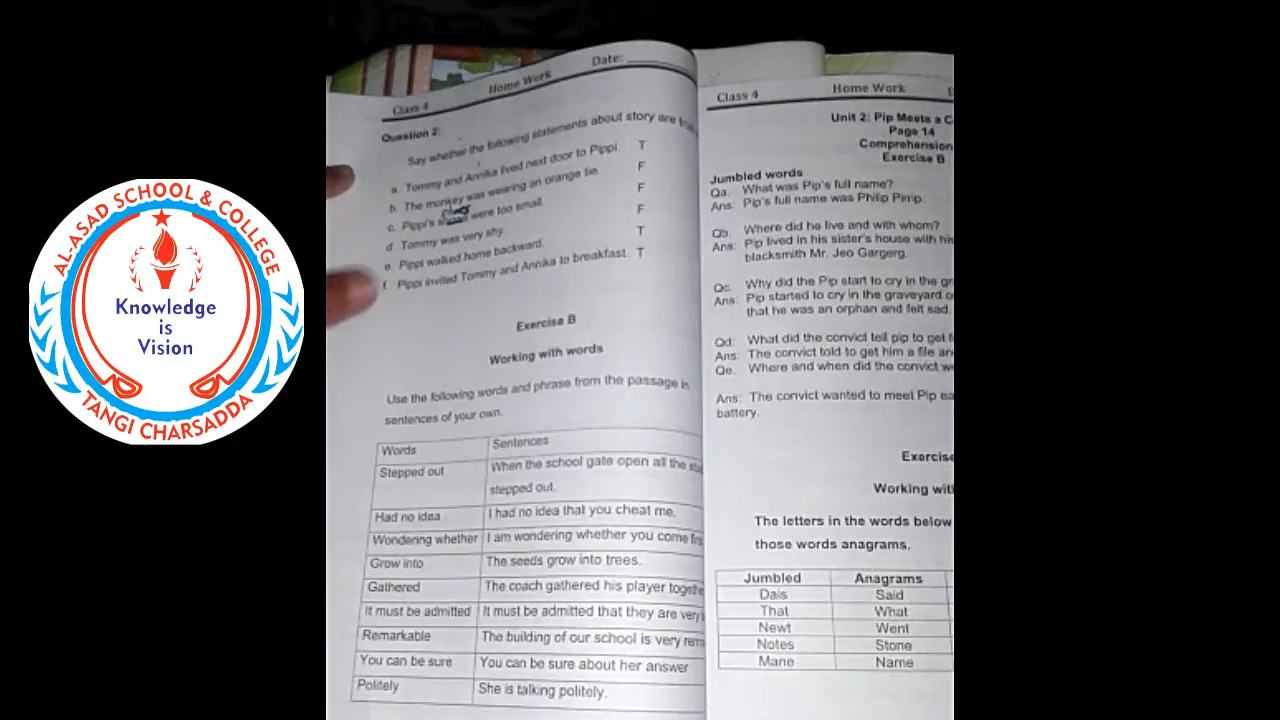 AL-ASAD SCHOOL & COLLEGE
Knowledge
is
Vision
TANGI CHARSADDA
Class 4 Home Work Date:
Question 2:
Say whether the following statements about story are
a. Tommy and Annika lived next door to Pippi. T
b. The monkey was wearing an orange tie. F
c. Pippi's shoes were too small. F
d Tommy was very shy. F
e. Pippi walked home backward. T
f. Pippi invited Tommy and Annika to breakfast. T
Exercise B
Working with words
Use the following words and phrase from the passage in
sentences of your own.
Words Sentences
Stepped out When the school gate open all the
stepped out.
Had no idea I had no idea that you cheat me.
Wondering whether I am wondering whether you come
Grow into The seeds grow into trees.
Gathered The coach gathered his player
It must be admitted It must be admitted that they are very
Remarkable The building of our school is very
You can be sure You can be sure about her answer
Politely She is talking politely.
Class 4 Home Work
Unit 2: Pip Meets a
Page 14
Comprehension
Exercise B
Jumbled words
Qa. What was Pip's full name?
Ans: Pip's full name was Philip Pirrip.
Qb. Where did he live and with whom?
Ans: Pip lived in his sister's house with
blacksmith Mr. Jeo Gargerg.
Qc. Why did the Pip start to cry in the
Ans: Pip started to cry in the graveyard
that he was an orphan and felt sad.
Qd: What did the convict tell pip to get
Ans: The convict told to get him a file
Qe. Where and when did the convict
Ans: The convict wanted to meet Pip
battery.
Working
The letters in the words below
those words anagrams.
Jumbled Anagrams
Dais Said
That What
Newt Went
Notes Stone
Mane Name